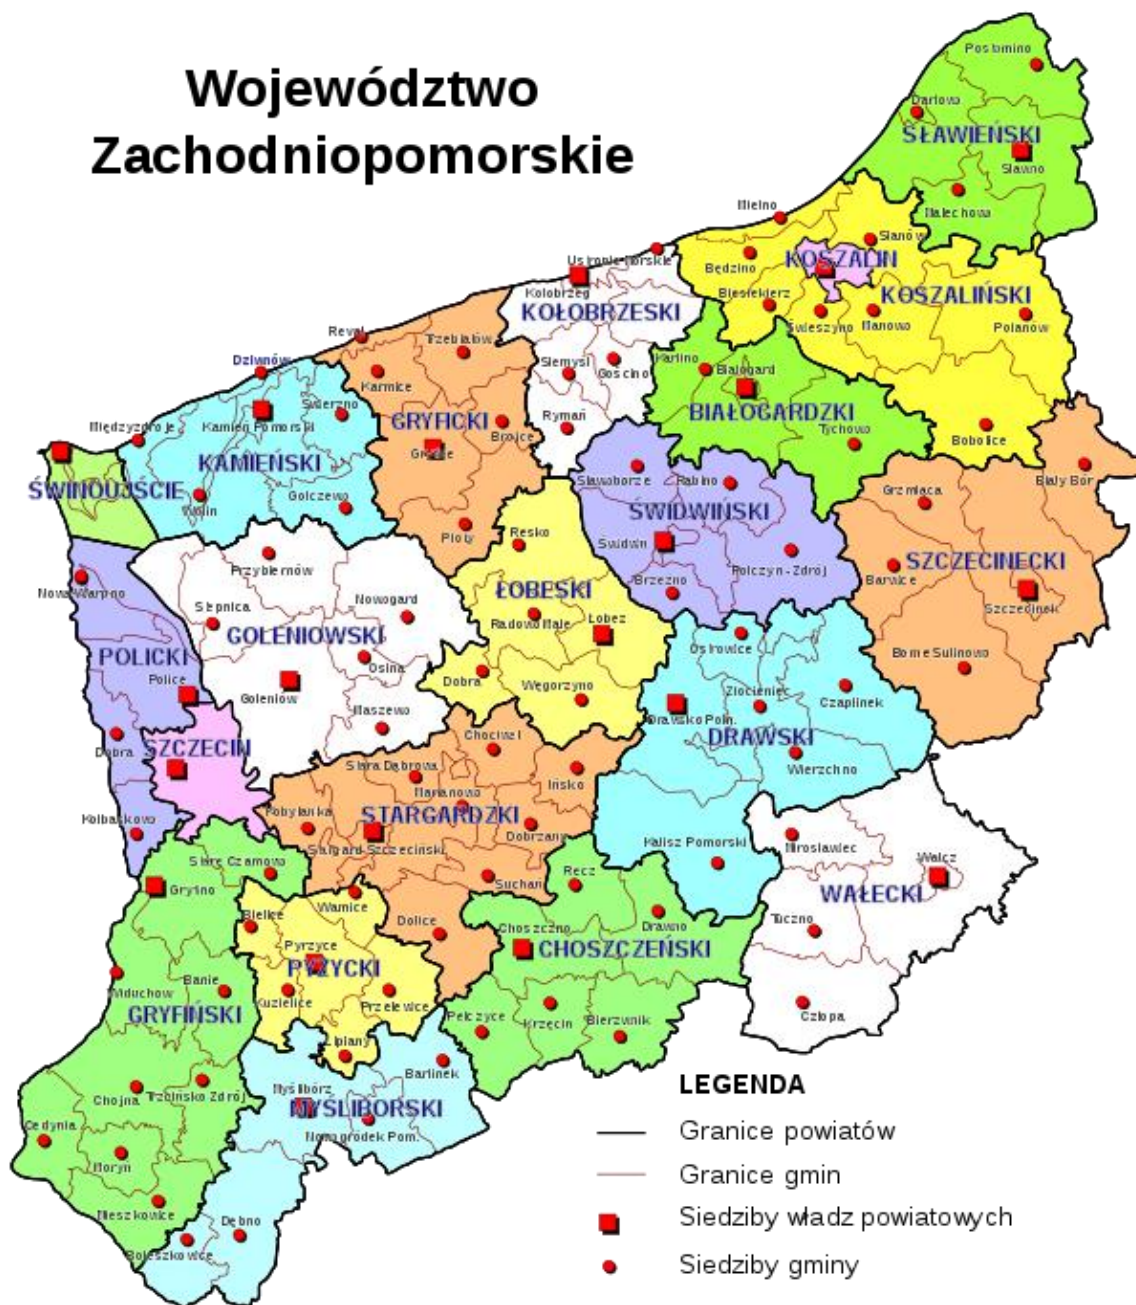 Województwo
Zachodniopomorskie
Postomino
Darłowo
SŁAWIEŃSKI
Sławno
Malechowo
Mielno
Sianów
Ustronie Morskie
Będzino
KOSZALIN
Kołobrzeg
Biesiekierz
KOSZALIŃSKI
KOŁOBRZESKI
Świeszyno
Manowo
Polanów
Rewal
Trzebiatów
Dziwnów
Siemyśl
Gościno
Karlino
Białogard
Karnice
Świerzno
Rymań
BIAŁOGARDZKI
Kamień Pomorski
GRYFICKI
Brojce
Tychowo
Bobolice
Międzyzdroje
Gryfice
KAMIEŃSKI
Sławoborze
Rąbino
Biały Bór
ŚWINOUJŚCIE
Wolin
Golczewo
Grzmiąca
ŚWIDWIŃSKI
Płoty
Resko
Świdwin
Połczyn-Zdrój
SZCZECINECKI
Barwice
Przybiernów
Nowe Warpno
Brzeżno
ŁOBESKI
Szczecinek
Stepnica
Nowogard
Radowo Małe
Łobez
GOLENIOWSKI
Ostrowice
POLICKI
Osina
Borne Sulinowo
Police
Goleniów
Dobra
Węgorzyno
Złocieniec
Czaplinek
Maszewo
Drawsko Pom.
DRAWSKI
Dobra
SZCZECIN
Chociwel
Wierzchno
Stara Dąbrowa
Ińsko
Marianowo
Kobylanka
STARGARDZKI
Kołbaskowo
Dobrzany
Stargard Szczeciński
Kalisz Pomorski
Mirosławiec
Stare Czarnowo
Recz
Wałcz
Gryfino
Suchań
WAŁECKI
Warnice
Bielice
Dolice
Choszczno
Drawno
Tuczno
Pyrzyce
CHOSZCZEŃSKI
PYZYCKI
Banie
Widuchow
Kozielice
Przelewice
GRYFIŃSKI
Pełczyce
Krzęcin
Bierzwnik
Człopa
Lipiany
Barlinek
Myślibórz
LEGENDA
Chojna
Trzcińsko Zdrój
MYŚLIBORSKI
Cedynia
Nowogródek Pom.
Granice powiatów
Moryń
Granice gmin
Mieszkowice
Dębno
Siedziby władz powiatowych
Boleszkowice
Siedziby gminy